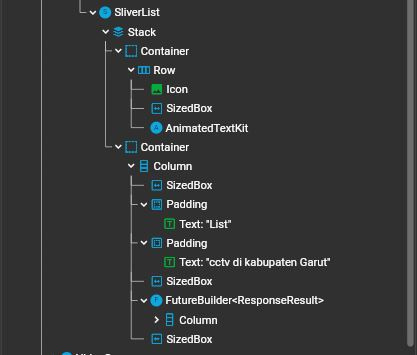 SliverList
Stack
Container
Row
Icon
SizedBox
AnimatedTextKit
Container
Column
SizedBox
Padding
Text: "List"
Padding
Text: "cctv di kabupaten Garut"
SizedBox
FutureBuilder<ResponseResult>
Column
SizedBox